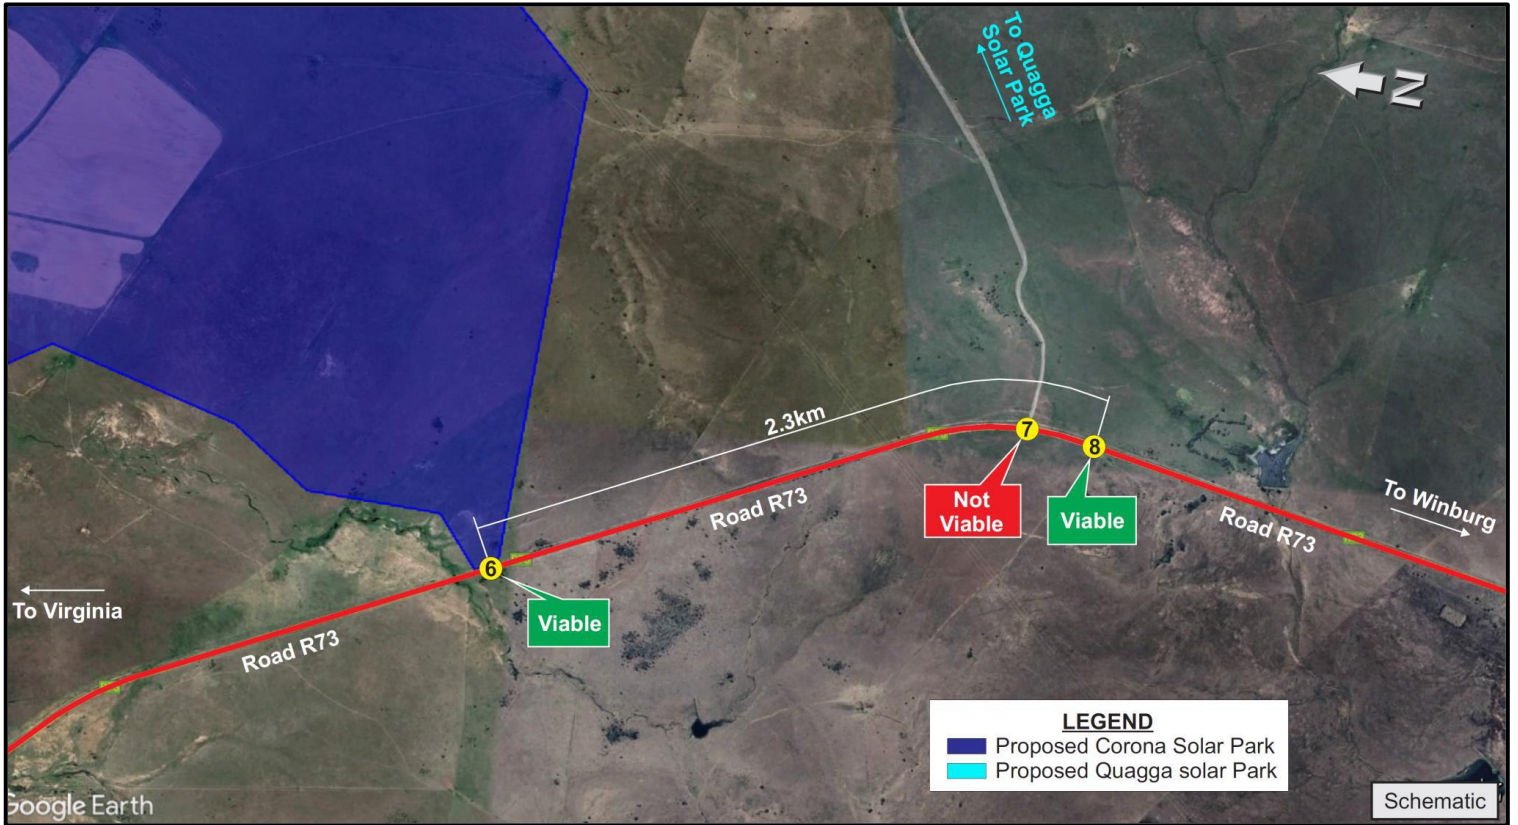 To Quagga
Solar Park
N
2.3km
7
8
Not
Viable
Viable
Road R73
Road R73
To Winburg
6
Viable
To Virginia
Road R73
LEGEND
Proposed Corona Solar Park
Proposed Quagga solar Park
Google Earth
Schematic